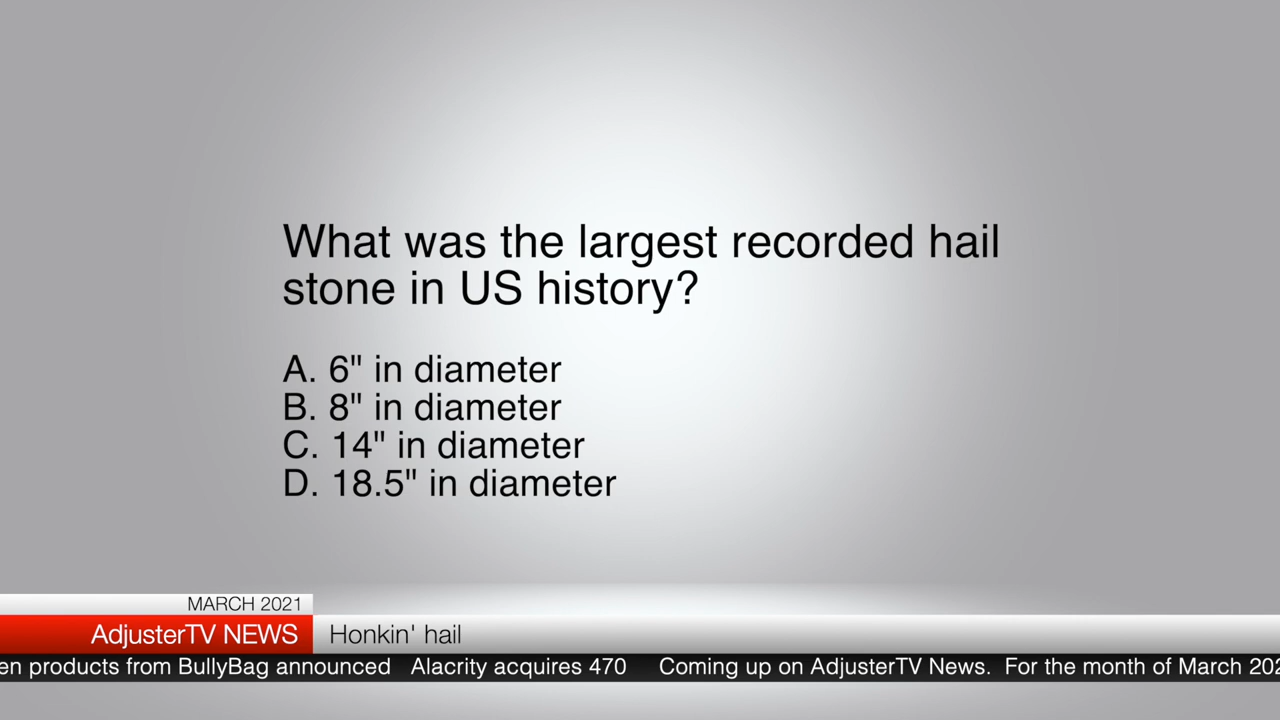 What was the largest recorded hail
stone in US history?
A. 6" in diameter
B. 8" in diameter
C. 14" in diameter
D. 18.5" in diameter
MARCH 2021
AdjusterTV NEWS
Honkin' hail
products from BullyBag announced Alacrity acquires 470 Coming up on AdjusterTV News. For the month of March